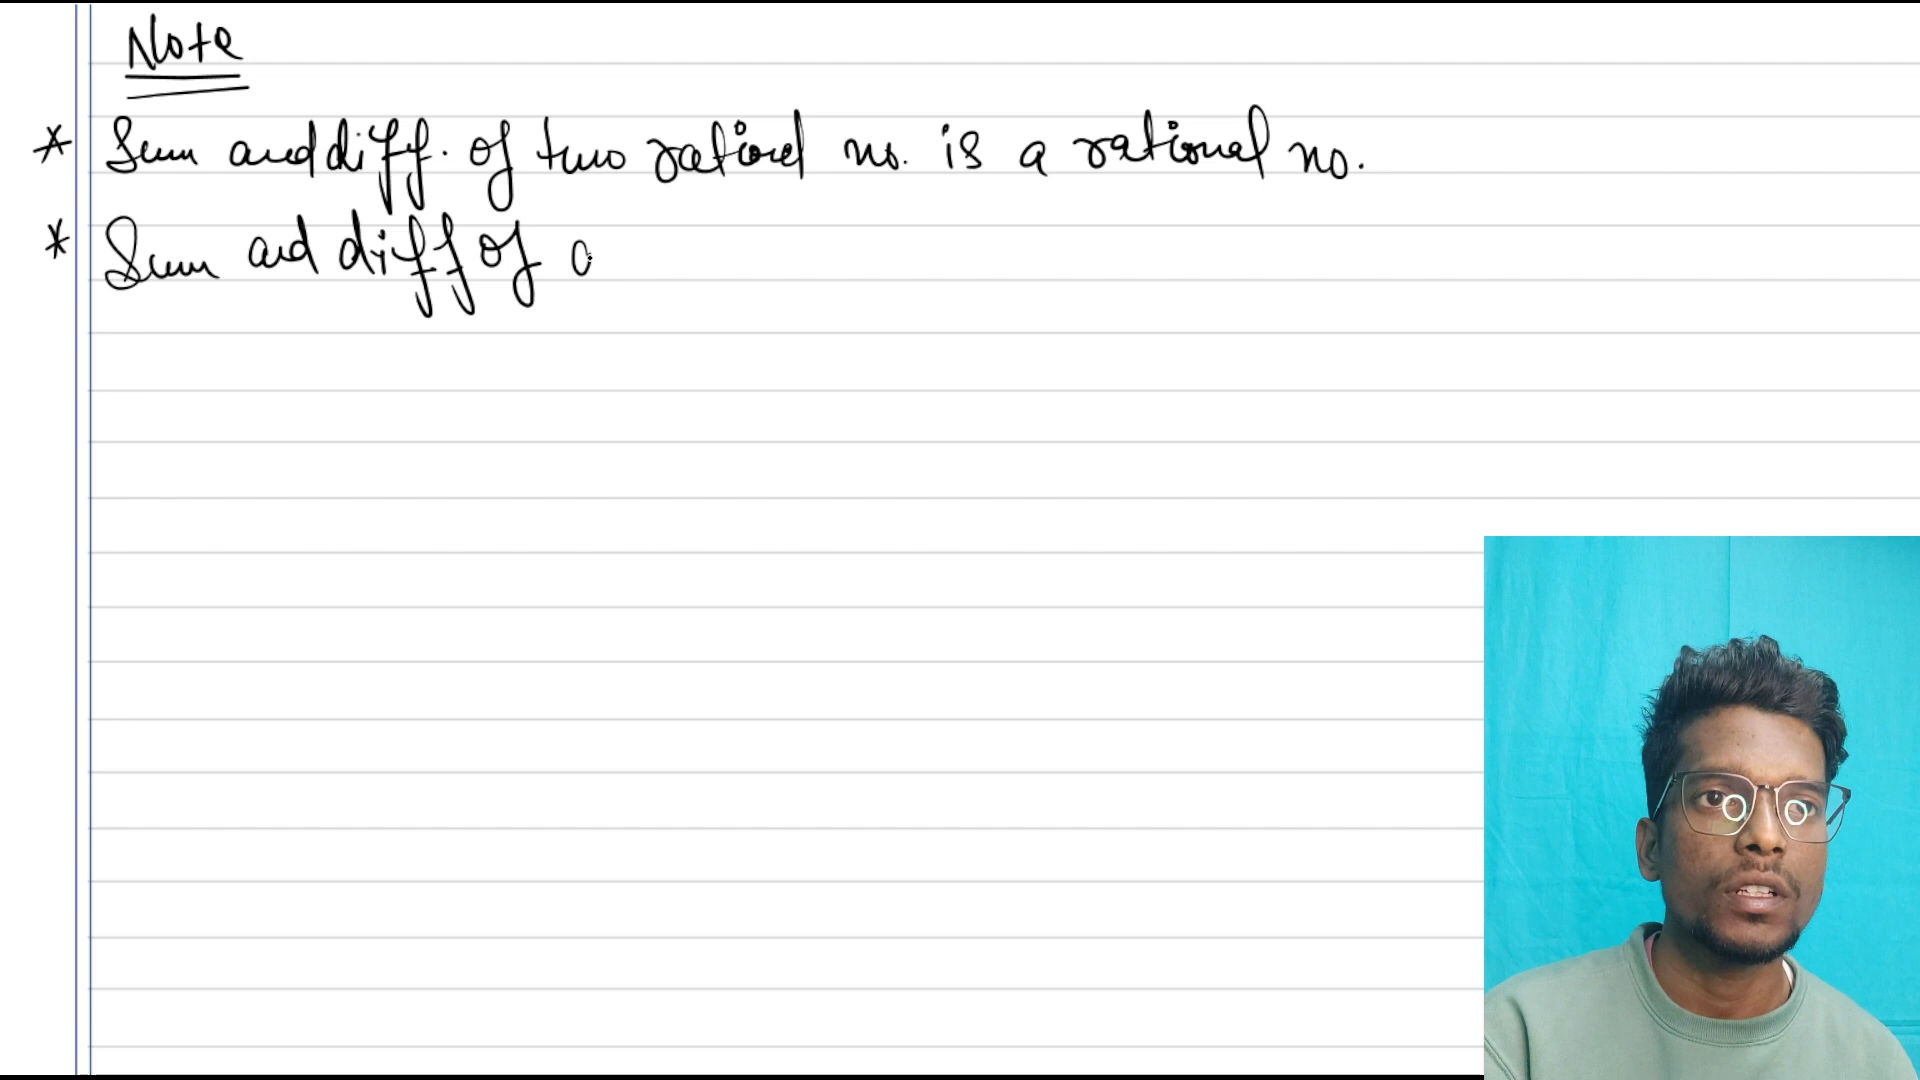 Note
* Sum and diff. of two rational no. is a rational no.
* Sum and diff of a